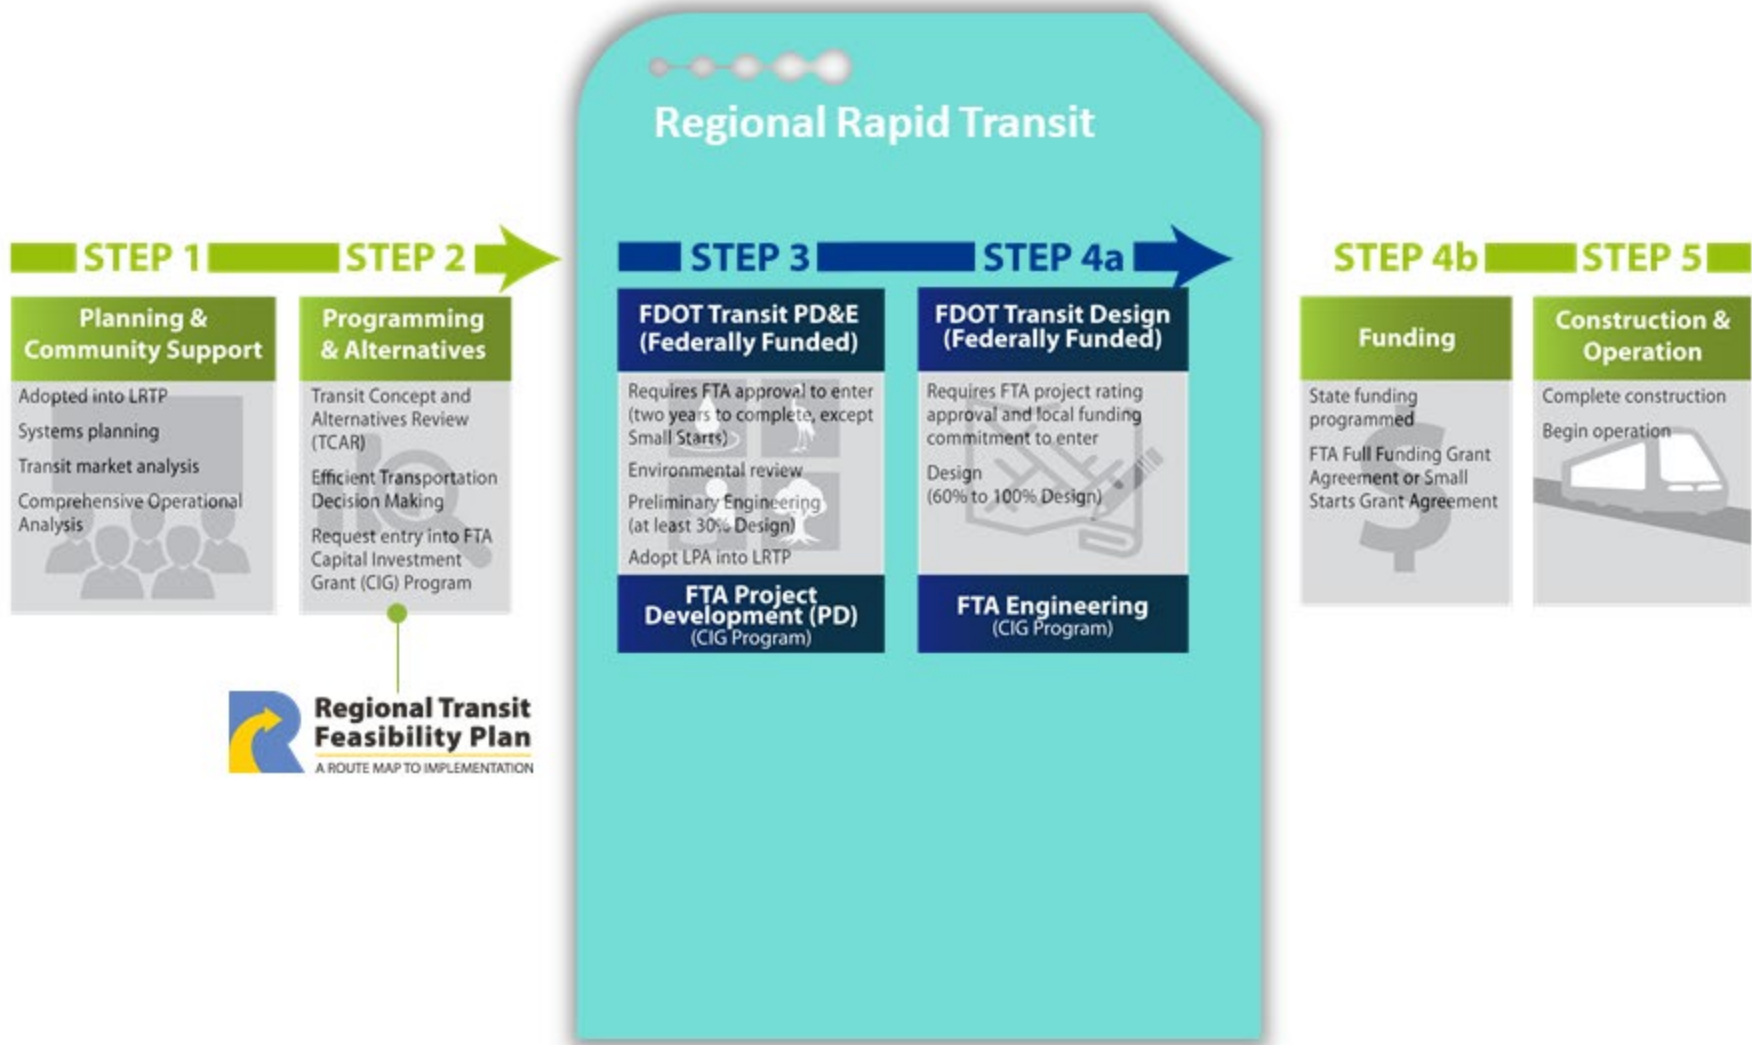 Regional Rapid Transit
STEP 1
STEP 2
STEP 3
STEP 4a
STEP 4b
STEP 5
Planning &
Community Support
Adopted into LRTP
Systems planning
Transit market analysis
Comprehensive Operational
Analysis
Programming
& Alternatives
Transit Concept and
Alternatives Review
(TCAR)
Efficient Transportation
Decision Making
Request entry into FTA
Capital Investment
Grant (CIG) Program
Regional Transit
Feasibility Plan
A ROUTE MAP TO IMPLEMENTATION
FDOT Transit PD&E
(Federally Funded)
Requires FTA approval to enter
(two years to complete, except
Small Starts)
Environmental review
Preliminary Engineering
(at least 30% Design)
Adopt LPA into LRTP
FTA Project
Development (PD)
(CIG Program)
FDOT Transit Design
(Federally Funded)
Requires FTA project rating
approval and local funding
commitment to enter
Design
(60% to 100% Design)
FTA Engineering
(CIG Program)
Funding
State funding
programmed
FTA Full Funding Grant
Agreement or Small
Starts Grant Agreement
Construction &
Operation
Complete construction
Begin operation